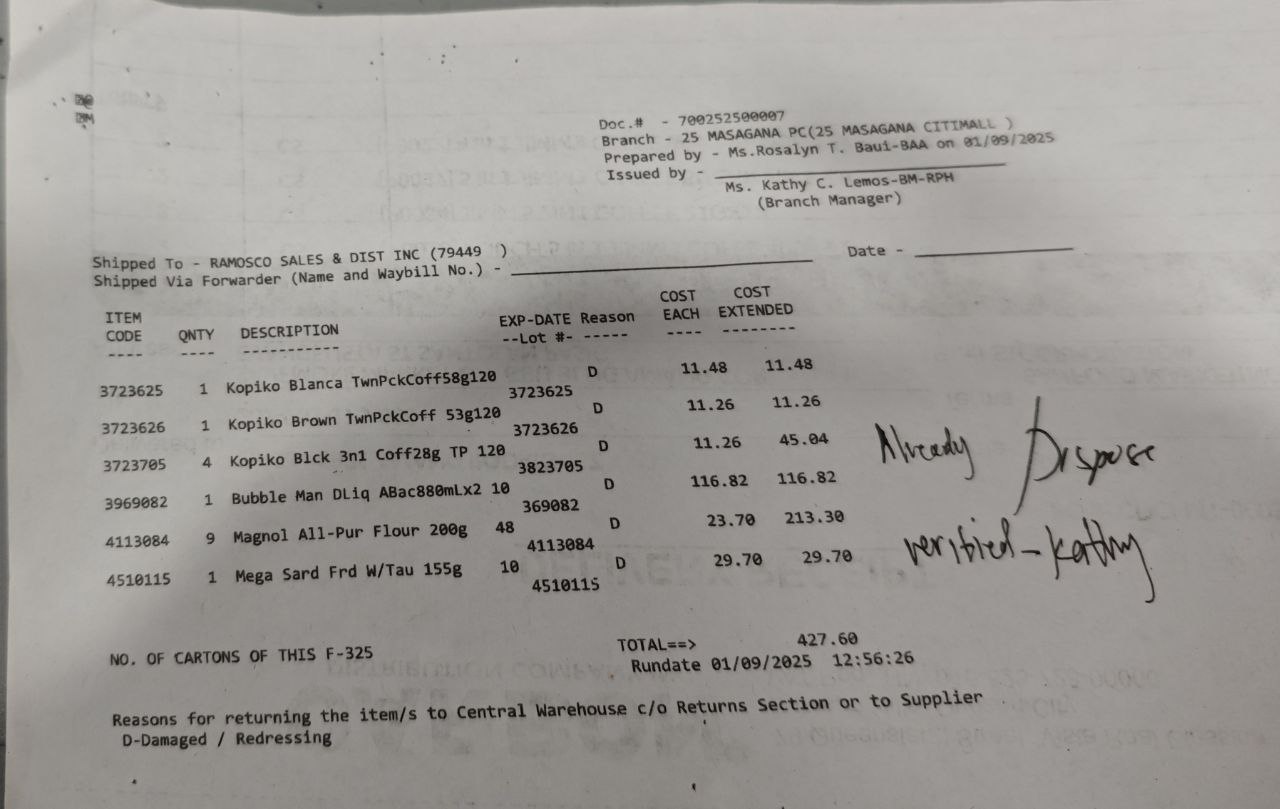 Doc.# - 700252500007
Branch - 25 MASAGANA PC(25 MASAGANA CITIMALL )
Prepared by - Ms.Rosalyn T. Baui-BAA on 01/09/2025
Issued by -
Ms. Kathy C. Lemos-BM-RPH
(Branch Manager)
Shipped To - RAMOSCO SALES & DIST INC (79449 )
Date -
Shipped Via Forwarder (Name and Waybill No.) -
ITEM COST COST
CODE QNTY DESCRIPTION EXP-DATE Reason EACH EXTENDED
---- ---- ----------- --Lot #- ----- ---- --------
3723625 1 Kopiko Blanca TwnPckCoff58g120 D 11.48 11.48
3723625
3723626 1 Kopiko Brown TwnPckCoff 53g120 D 11.26 11.26
3723626
3723705 4 Kopiko Blck 3n1 Coff28g TP 120 D 11.26 45.04
3823705
3969082 1 Bubble Man DLiq ABac880mLx2 10 D 116.82 116.82
369082
4113084 9 Magnol All-Pur Flour 200g 48 D 23.70 213.30
4113084
4510115 1 Mega Sard Frd W/Tau 155g 10 D 29.70 29.70
4510115
Already Dispose
verified - Kathy
NO. OF CARTONS OF THIS F-325 TOTAL==> 427.60
Rundate 01/09/2025 12:56:26
Reasons for returning the item/s to Central Warehouse c/o Returns Section or to Supplier
D-Damaged / Redressing